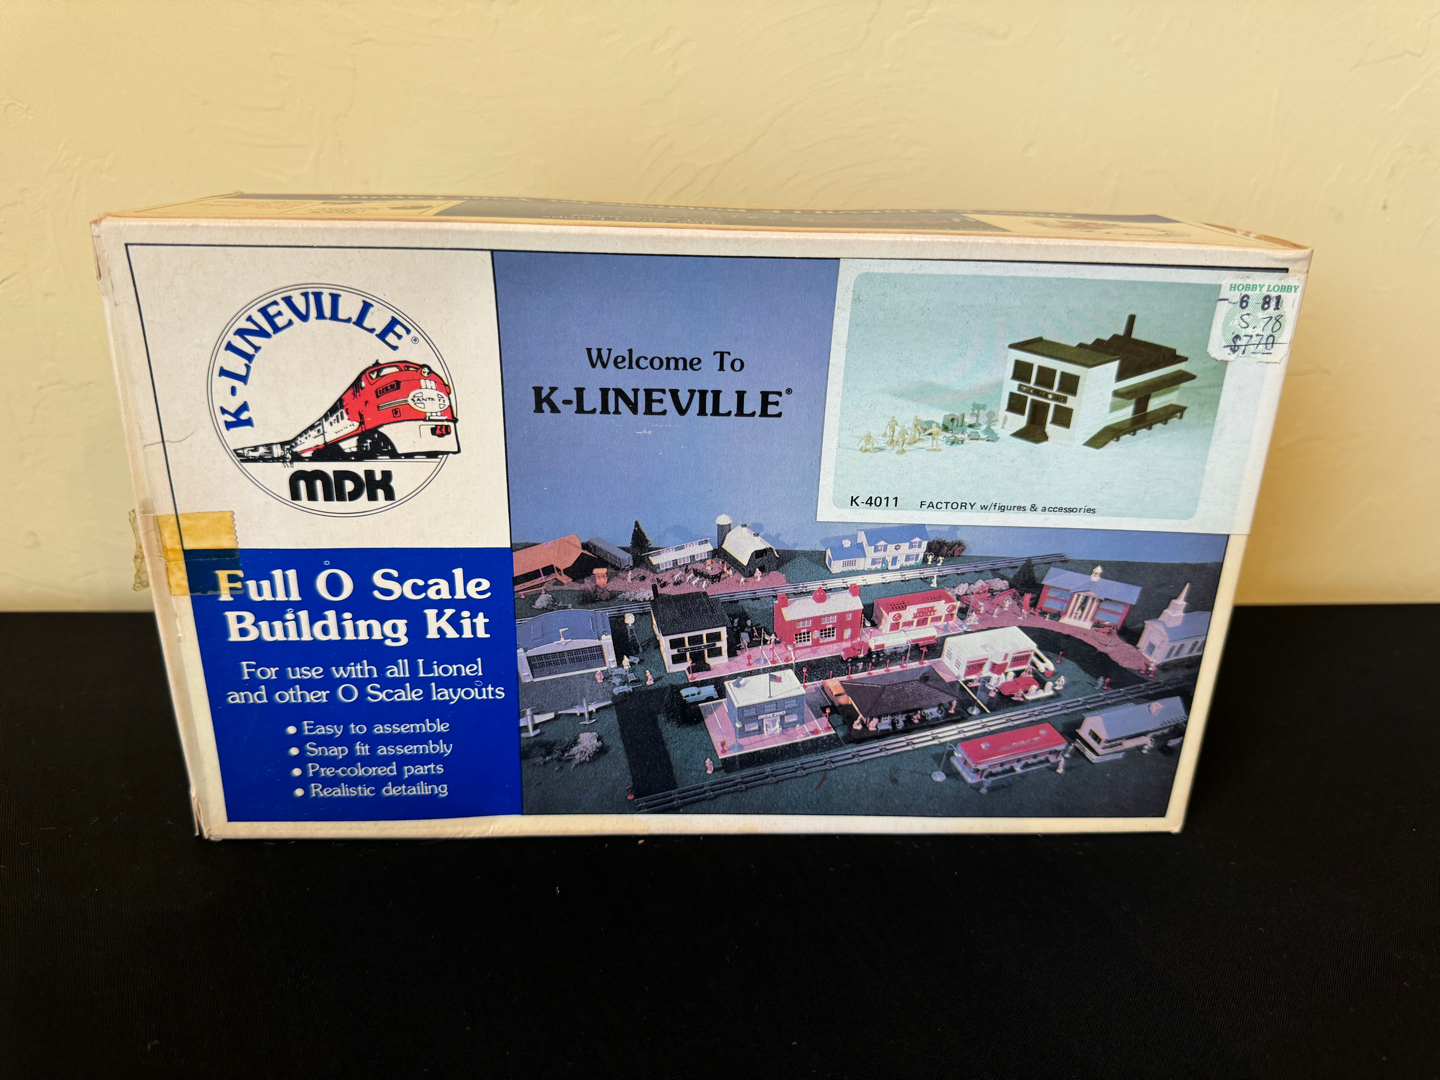 K-LINEVILLE®
SANTA FE
MDK
Full O Scale
Building Kit
For use with all Lionel
and other O Scale layouts
• Easy to assemble
• Snap fit assembly
• Pre-colored parts
• Realistic detailing
Welcome To
K-LINEVILLE®
K-4011 FACTORY w/figures & accessories
HOBBY LOBBY
6 81
5.78
$7.70